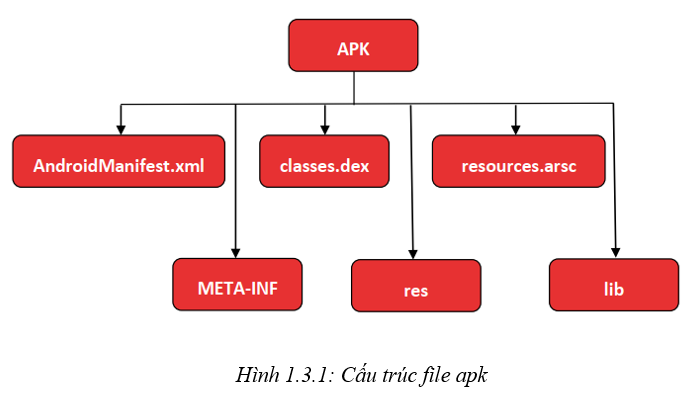 APK
AndroidManifest.xml
classes.dex
resources.arsc
META-INF
res
lib
Hình 1.3.1: Cấu trúc file apk